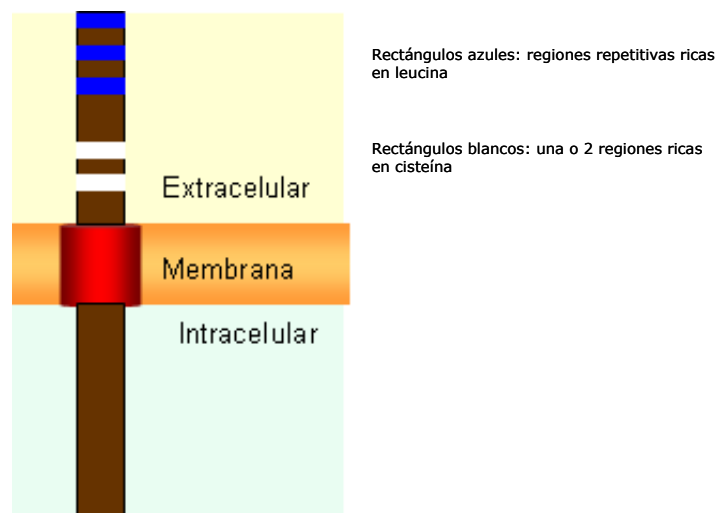 Rectángulos azules: regiones repetitivas ricas
en leucina
Rectángulos blancos: una o 2 regiones ricas
en cisteína
Extracelular
Membrana
Intracelular